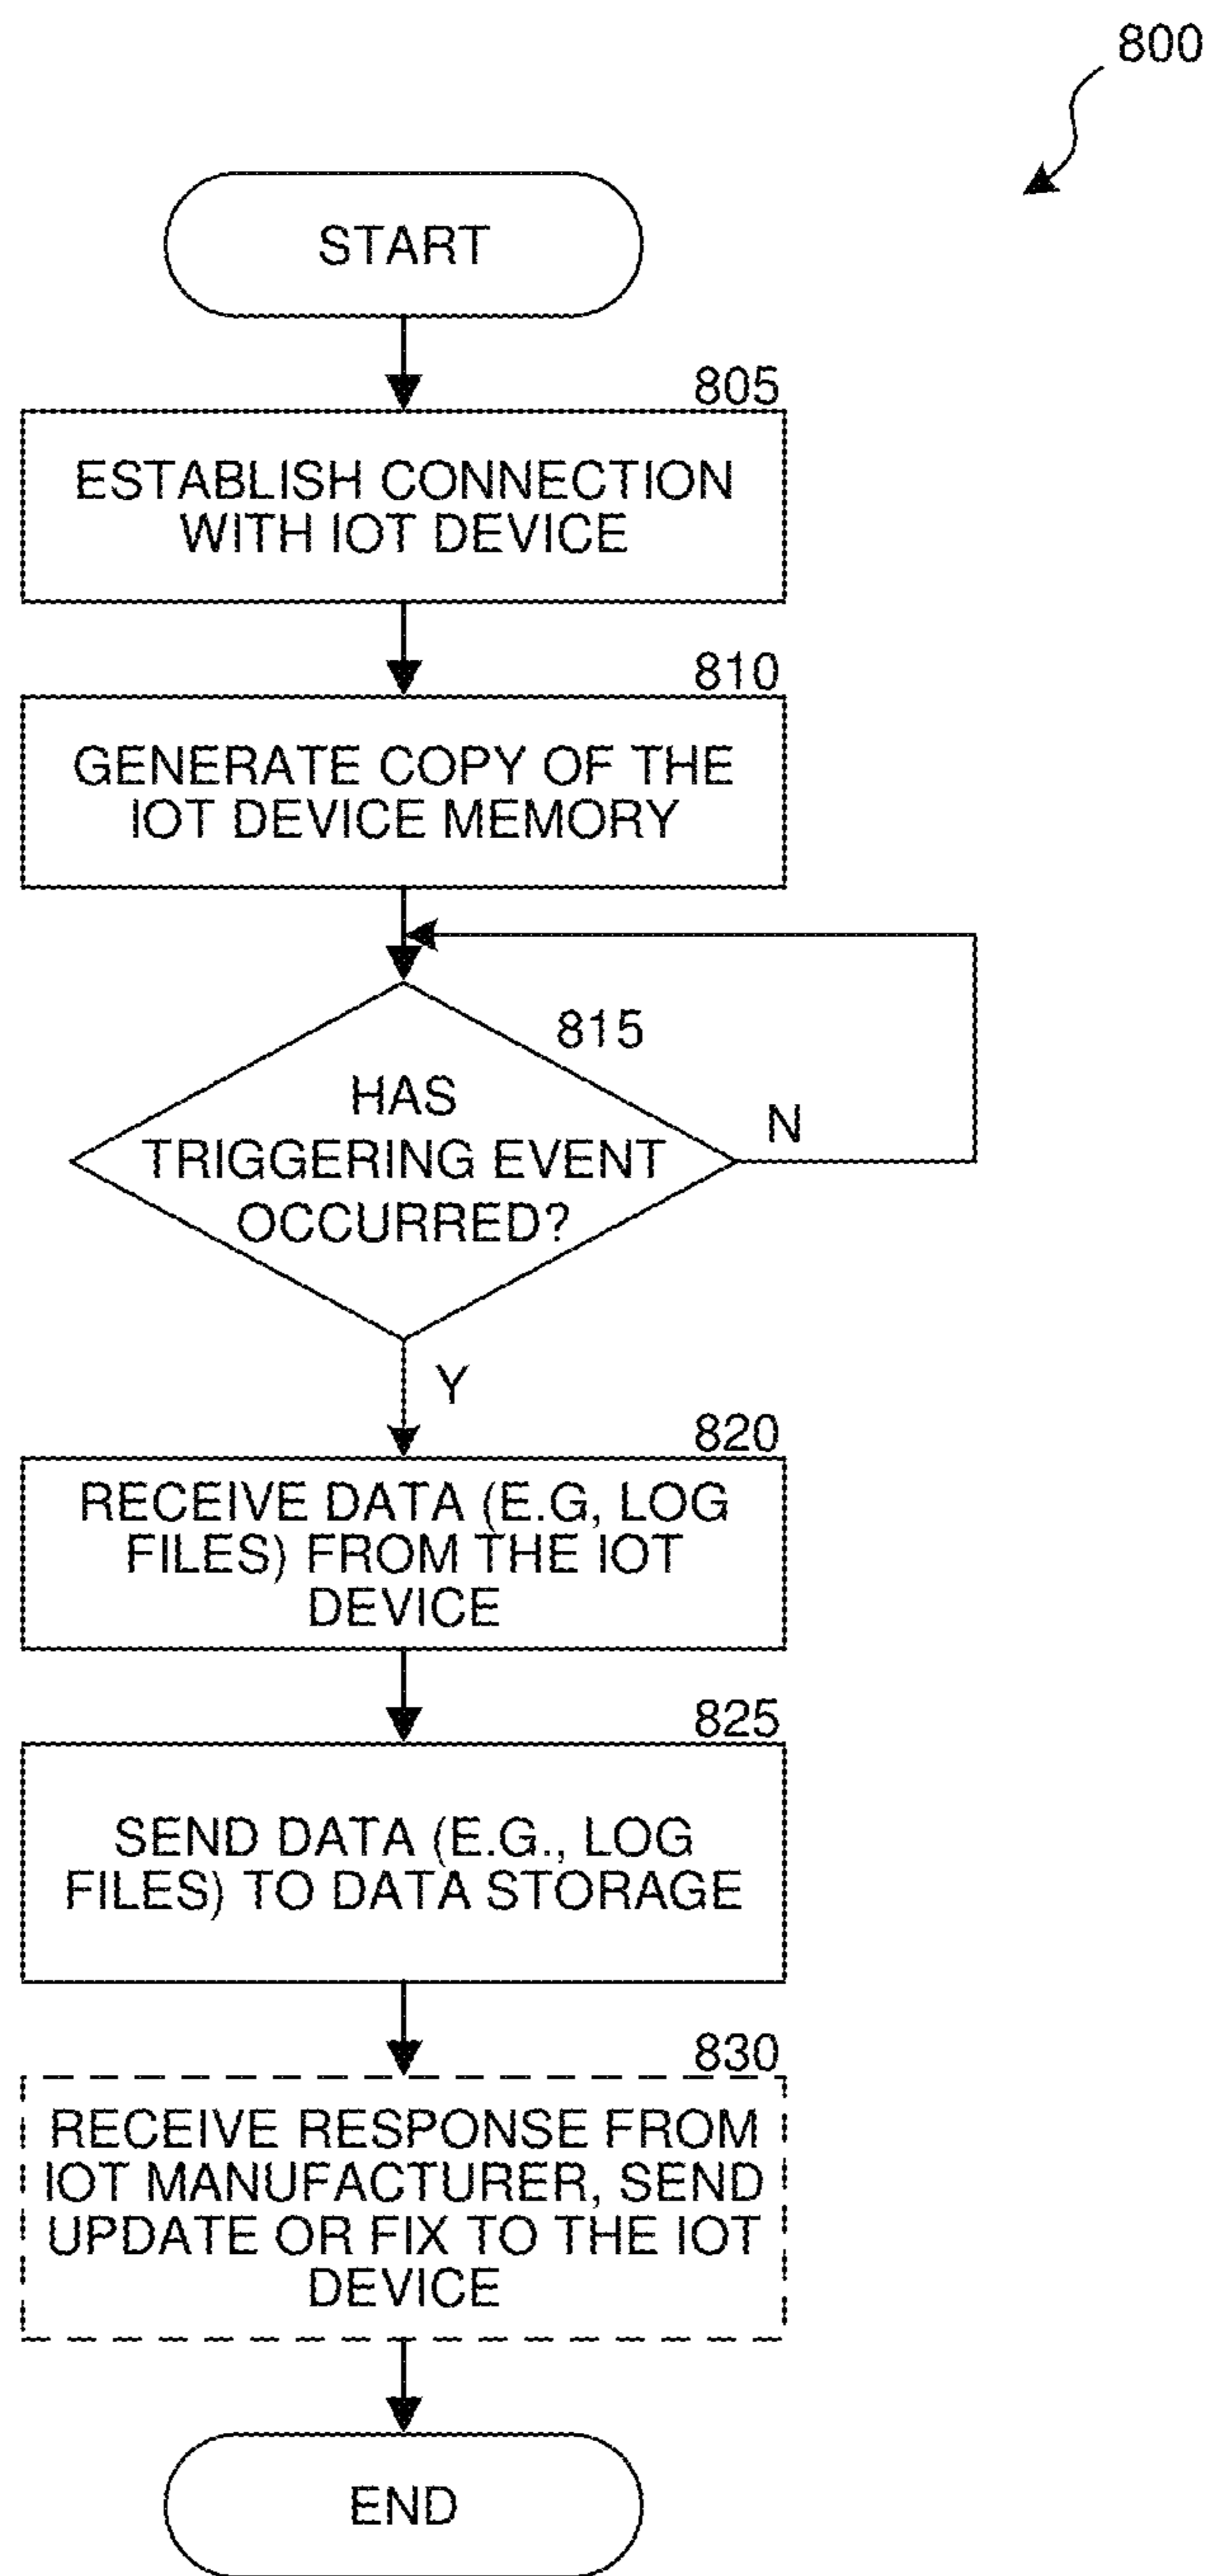 800
START
805
ESTABLISH CONNECTION
WITH IOT DEVICE
810
GENERATE COPY OF THE
IOT DEVICE MEMORY
815
HAS
TRIGGERING EVENT
OCCURRED?
N
Y
820
RECEIVE DATA (E.G, LOG
FILES) FROM THE IOT
DEVICE
825
SEND DATA (E.G., LOG
FILES) TO DATA STORAGE
830
RECEIVE RESPONSE FROM
IOT MANUFACTURER, SEND
UPDATE OR FIX TO THE IOT
DEVICE
END